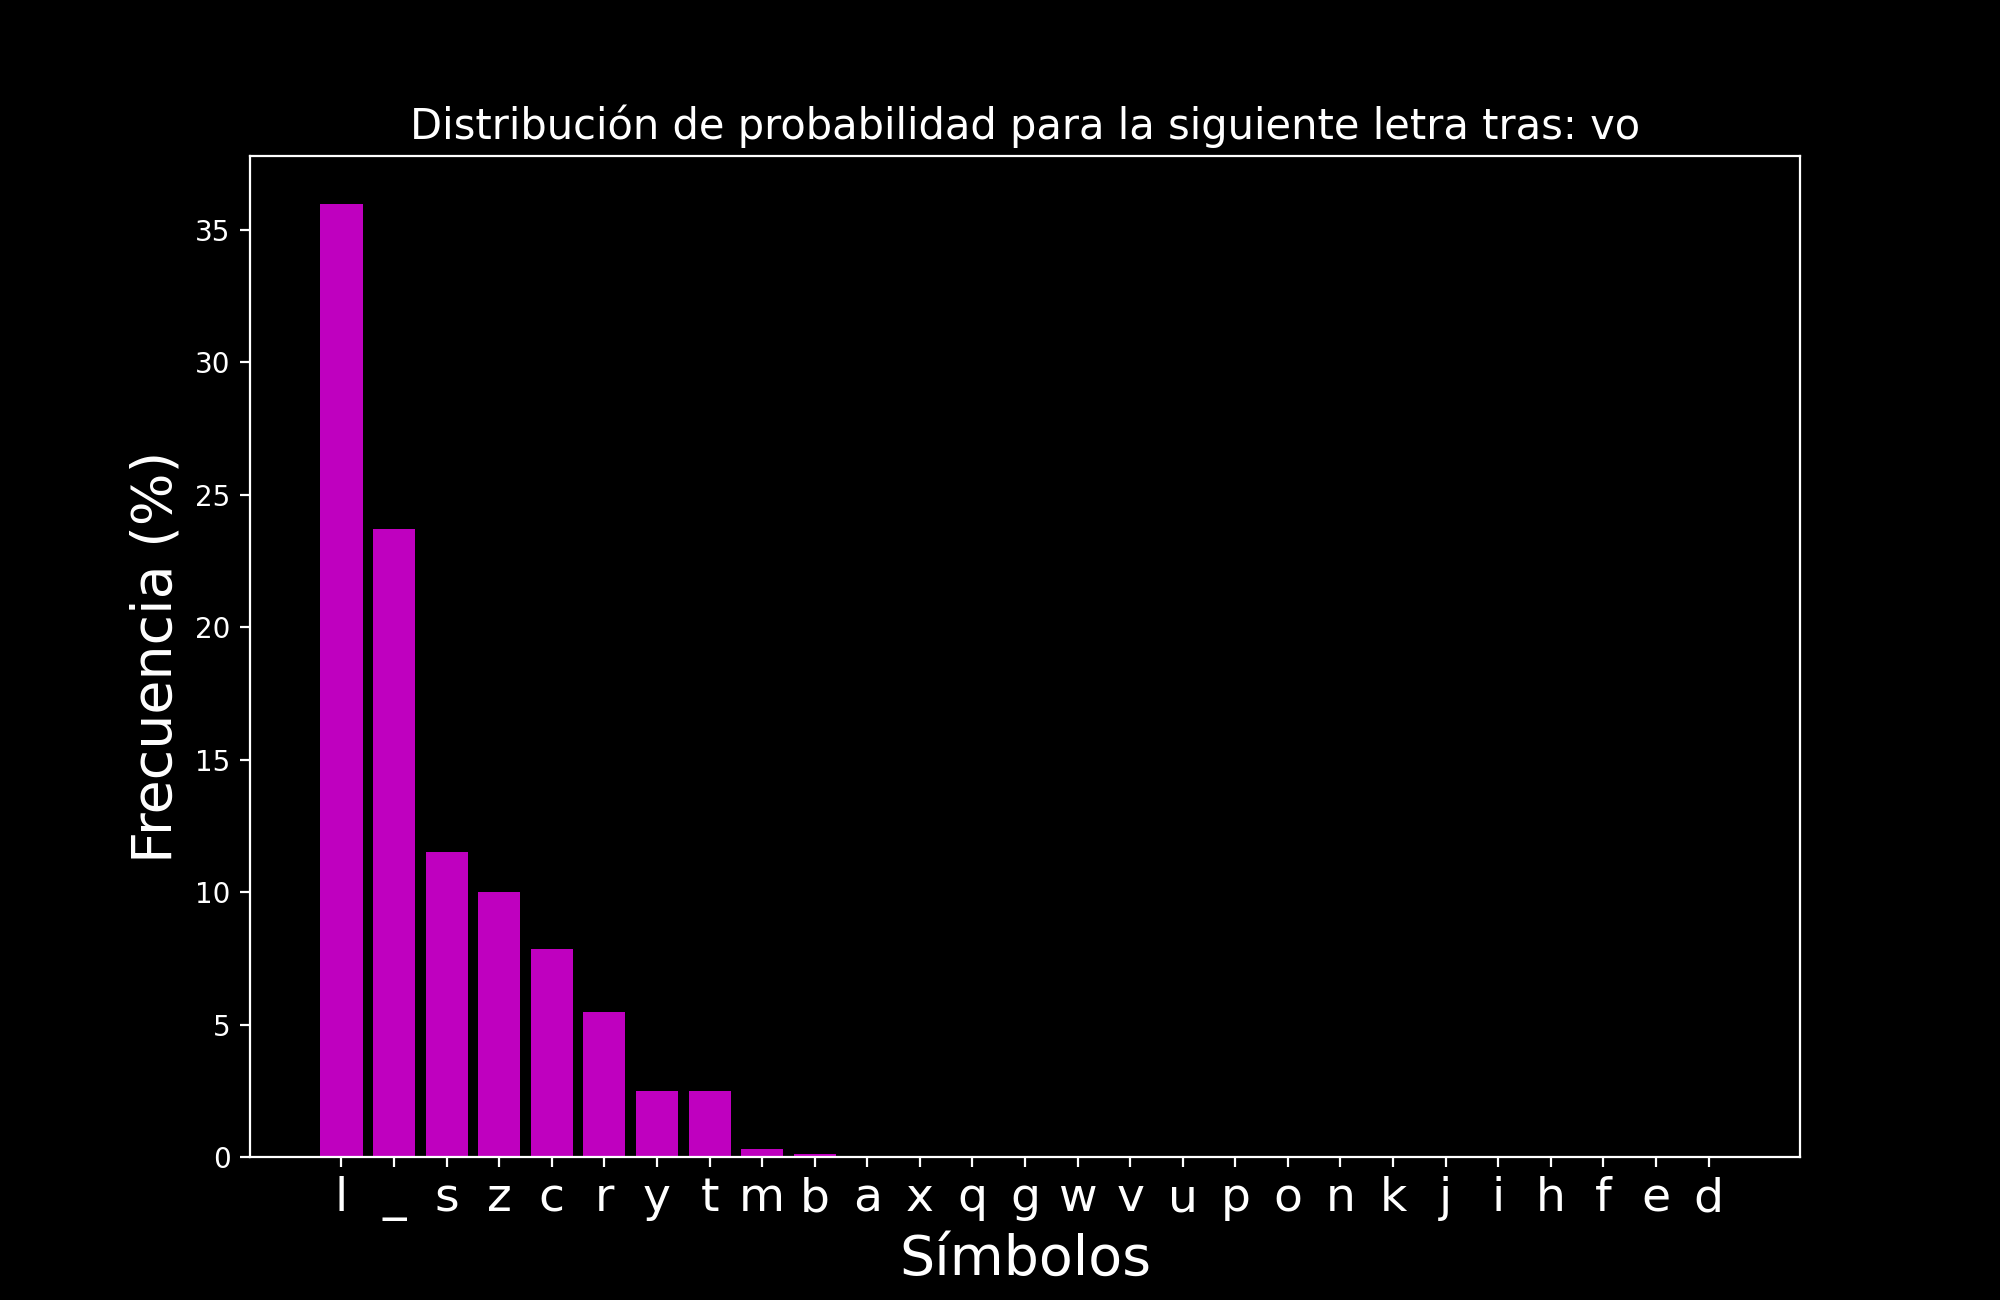 Distribución de probabilidad para la siguiente letra tras: vo
Frecuencia (%)
35
30
25
20
15
10
5
0
l _ s z c r y t m b a x q g w v u p o n k j i h f e d
Símbolos